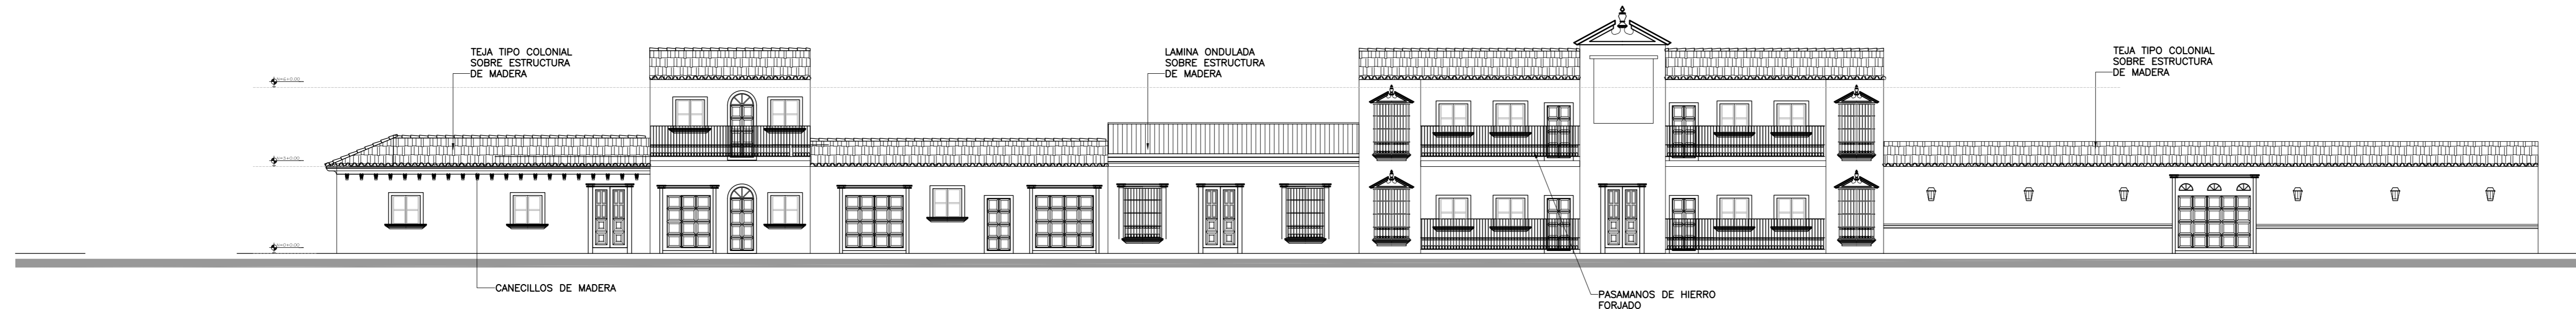 TEJA TIPO COLONIAL
SOBRE ESTRUCTURA
DE MADERA
LAMINA ONDULADA
SOBRE ESTRUCTURA
DE MADERA
TEJA TIPO COLONIAL
SOBRE ESTRUCTURA
DE MADERA
CANECILLOS DE MADERA
PASAMANOS DE HIERRO
FORJADO